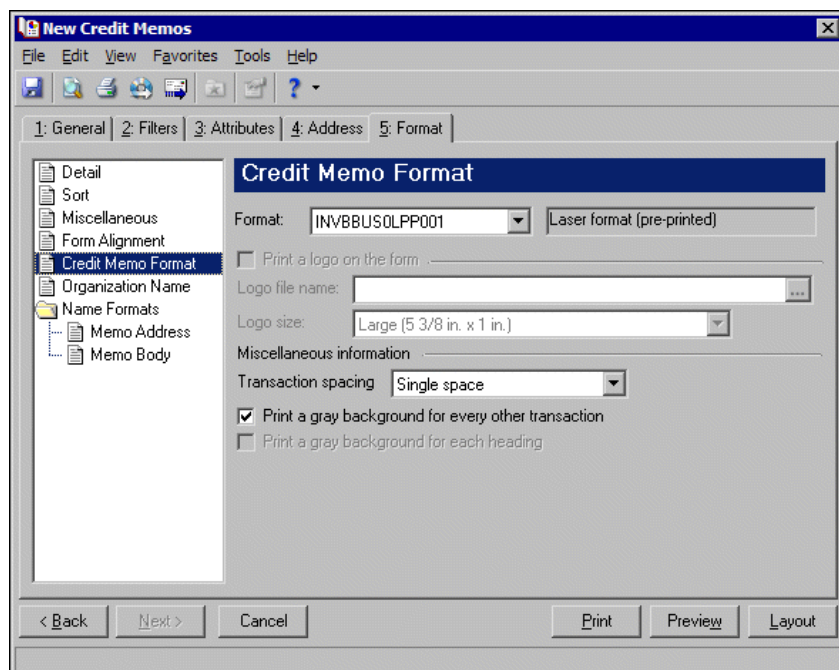 New Credit Memos
File Edit View Favorites Tools Help
?
1: General 2: Filters 3: Attributes 4: Address 5: Format
Detail
Sort
Miscellaneous
Form Alignment
Credit Memo Format
Organization Name
Name Formats
Memo Address
Memo Body
Credit Memo Format
Format: INVBBUS0LPP001 Laser format (pre-printed)
Print a logo on the form
Logo file name: ...
Logo size: Large (5 3/8 in. x 1 in.)
Miscellaneous information
Transaction spacing Single space
Print a gray background for every other transaction
Print a gray background for each heading
< Back Next > Cancel Print Preview Layout